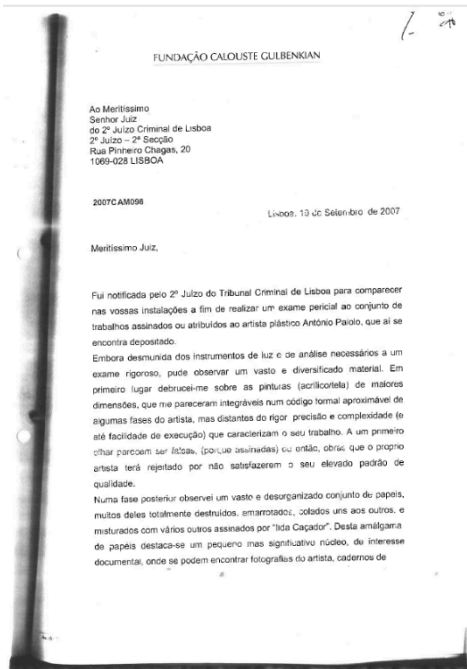 FUNDAÇÃO CALOUSTE GULBENKIAN
Ao Meritíssimo
Senhor Juiz
do 2º Juízo Criminal de Lisboa
2º Juízo – 2ª Secção
Rua Pinheiro Chagas, 20
1069-028 LISBOA
2007CAM098
Lisboa, 19 de Setembro de 2007
Meritíssimo Juiz,
Fui notificada pelo 2º Juízo do Tribunal Criminal de Lisboa para comparecer
nas vossas instalações a fim de realizar um exame pericial ao conjunto de
trabalhos assinados ou atribuídos ao artista plástico António Paiolo, que aí se
encontra depositado.
Embora desmunida dos instrumentos de luz e de análise necessários a um
exame rigoroso, pude observar um vasto e diversificado material. Em
primeiro lugar debrucei-me sobre as pinturas (acrílico/tela) de maiores
dimensões, que me pareceram integráveis num código formal aproximável de
algumas fases do artista, mas distantes do rigor precisão e complexidade (e
até facilidade de execução) que caracterizam o seu trabalho. A um primeiro
olhar parecem ser falsas, (porque assinadas) ou então, obras que o proprio
artista terá rejeitado por não satisfazerem o seu elevado padrão de
qualidade.
Numa fase posterior observei um vasto e desorganizado conjunto de papéis,
muitos deles totalmente destruídos, amarrotados, colados uns aos outros, e
misturados com vários outros assinados por "Ilda Caçador". Desta amálgama
de papéis destaca-se um pequeno mas significativo núcleo, de interesse
documental, onde se podem encontrar fotografias do artista, cadernos de